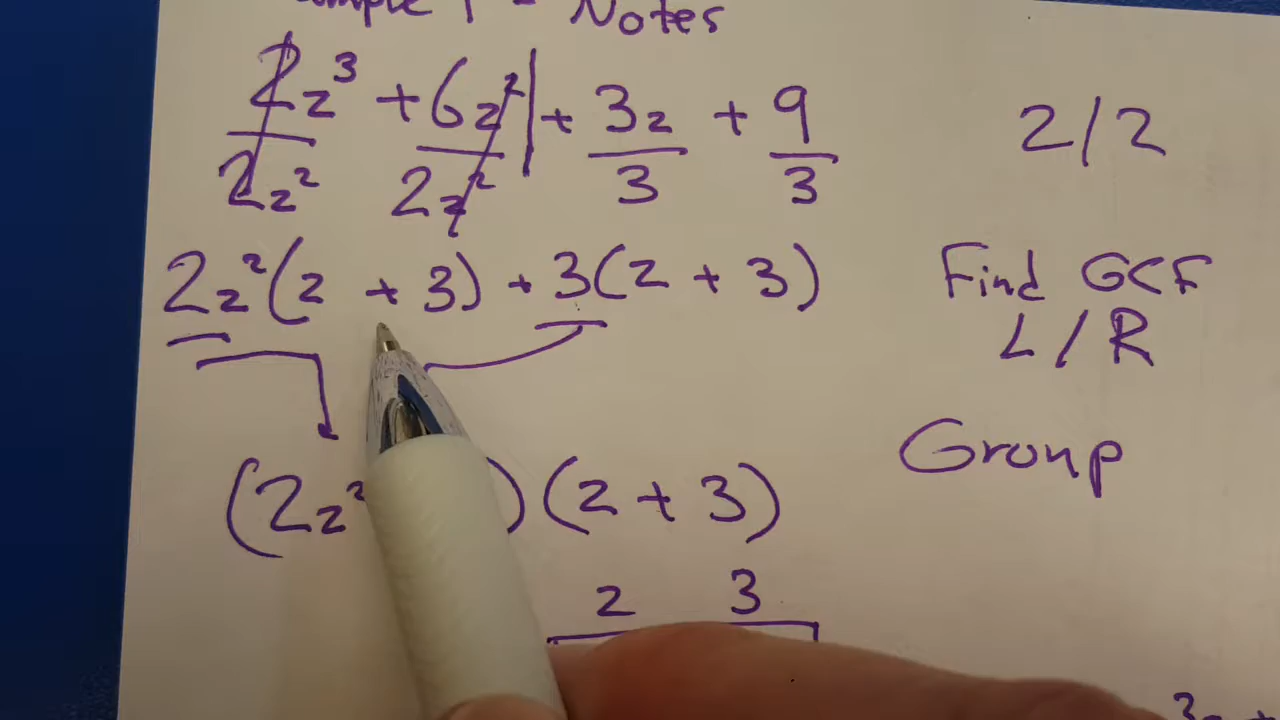 Notes
2z³ + 6z² | + 3z + 9
2z² 2z² 3 3
2/2
2z²(z + 3) + 3(z + 3)
Find GCF
L/R
Group
(2z² )(z + 3)
z 3